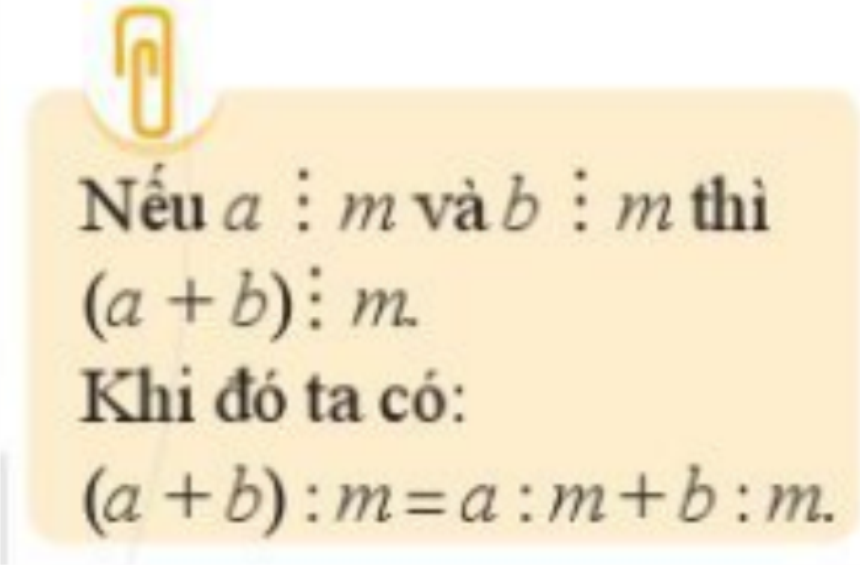 Nếu a ⋮ m và b ⋮ m thì
(a + b) ⋮ m.
Khi đó ta có:
(a + b) : m = a : m + b : m.